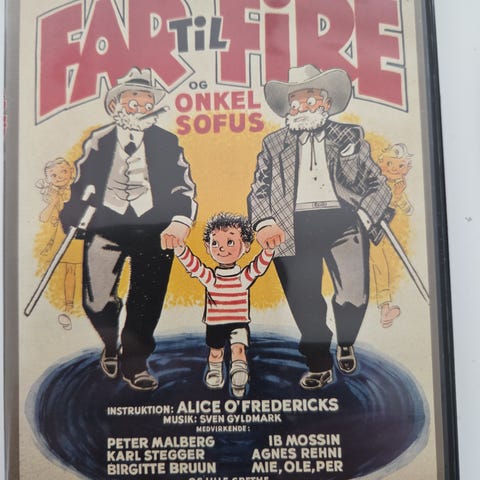 FAR TIL FIRE
OG
ONKEL
SOFUS
INSTRUKTION: ALICE O'FREDERICKS
MUSIK: SVEN GYLDMARK
MEDVIRKENDE:
PETER MALBERG IB MOSSIN
KARL STEGGER AGNES REHNI
BIRGITTE BRUUN MIE, OLE, PER